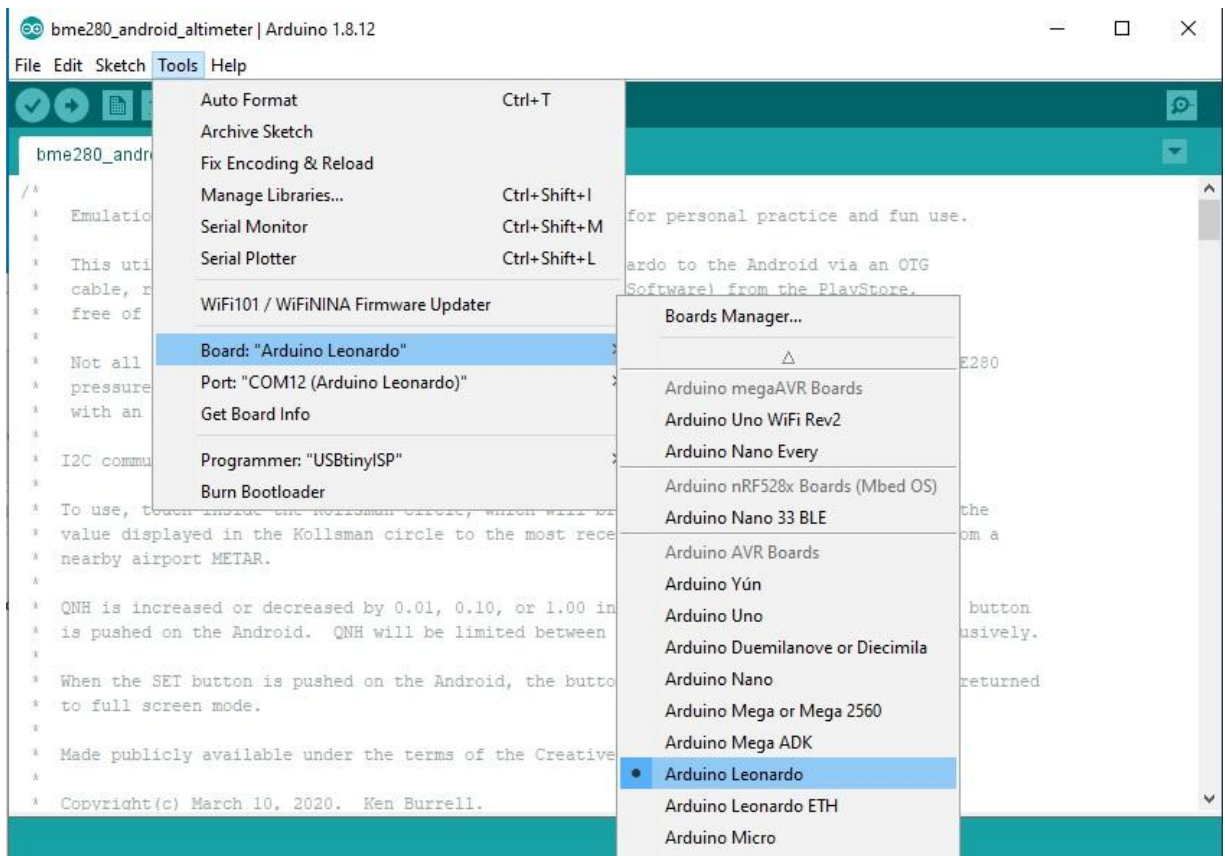 bme280_android_altimeter | Arduino 1.8.12
File Edit Sketch Tools Help
bme280_andr
Auto Format Ctrl+T
Archive Sketch
Fix Encoding & Reload
Manage Libraries... Ctrl+Shift+I
Serial Monitor Ctrl+Shift+M
Serial Plotter Ctrl+Shift+L
WiFi101 / WiFiNINA Firmware Updater
Board: "Arduino Leonardo"
Port: "COM12 (Arduino Leonardo)"
Get Board Info
Programmer: "USBtinyISP"
Burn Bootloader
Boards Manager...
Arduino megaAVR Boards
Arduino Uno WiFi Rev2
Arduino Nano Every
Arduino nRF528x Boards (Mbed OS)
Arduino Nano 33 BLE
Arduino AVR Boards
Arduino Yún
Arduino Uno
Arduino Duemilanove or Diecimila
Arduino Nano
Arduino Mega or Mega 2560
Arduino Mega ADK
Arduino Leonardo
Arduino Leonardo ETH
Arduino Micro
/*
* Emulatio for personal practice and fun use.
*
* This uti ardo to the Android via an OTG
* cable, r Software) from the PlayStore,
* free of
*
* Not all E280
* pressure
* with an
*
* I2C commu
*
* To use, touch inside the Kollsman circle, which will br the
* value displayed in the Kollsman circle to the most rece om a
* nearby airport METAR.
*
* QNH is increased or decreased by 0.01, 0.10, or 1.00 in button
* is pushed on the Android. QNH will be limited between usively.
*
* When the SET button is pushed on the Android, the butto returned
* to full screen mode.
*
* Made publicly available under the terms of the Creative
*
* Copyright(c) March 10, 2020. Ken Burrell.